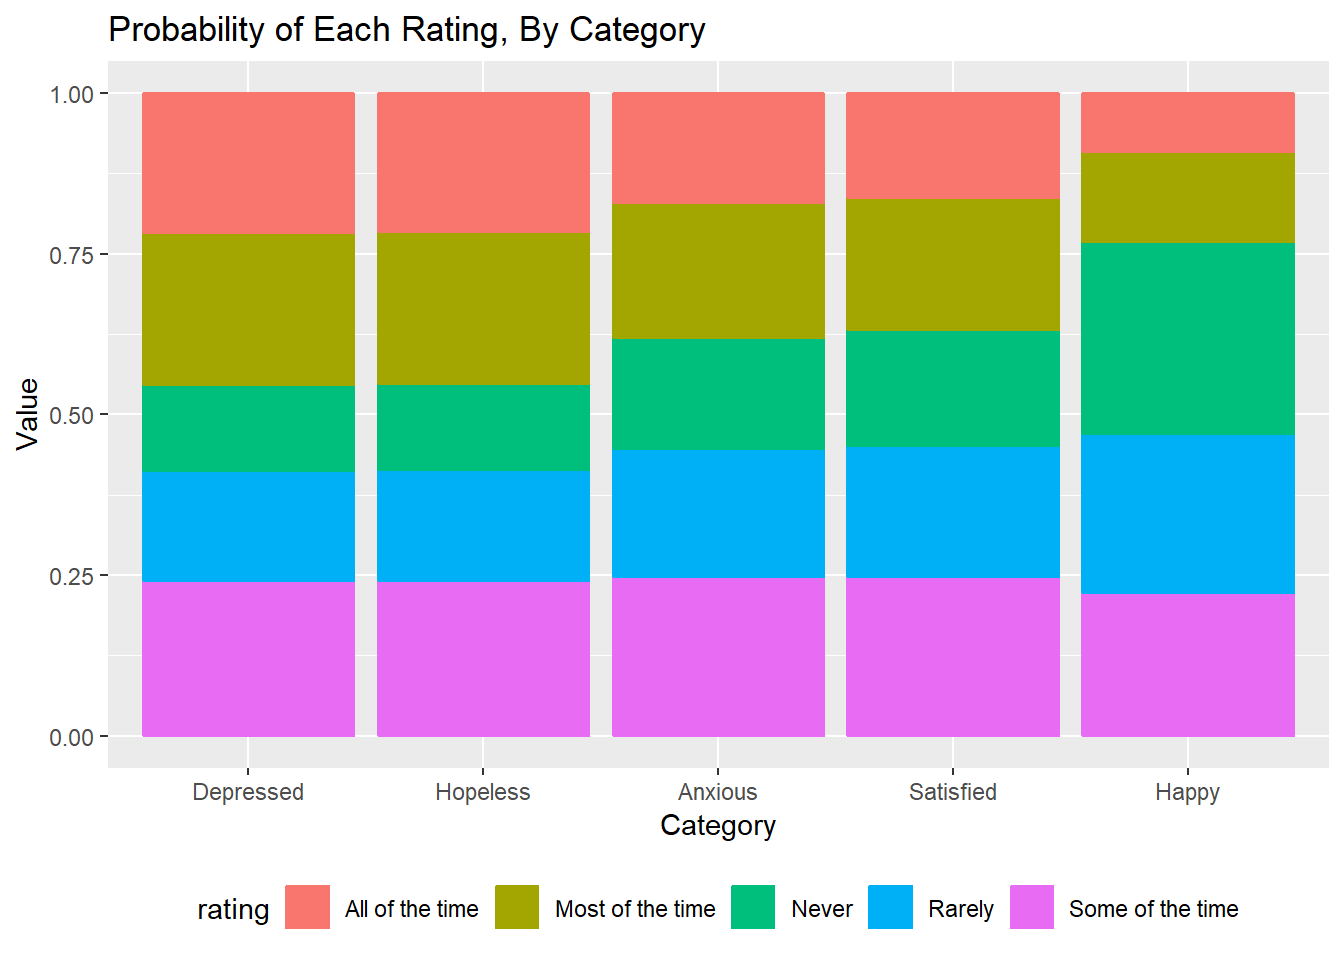 Probability of Each Rating, By Category
Value
1.00
0.75
0.50
0.25
0.00
Depressed Hopeless Anxious Satisfied Happy
Category
rating All of the time Most of the time Never Rarely Some of the time